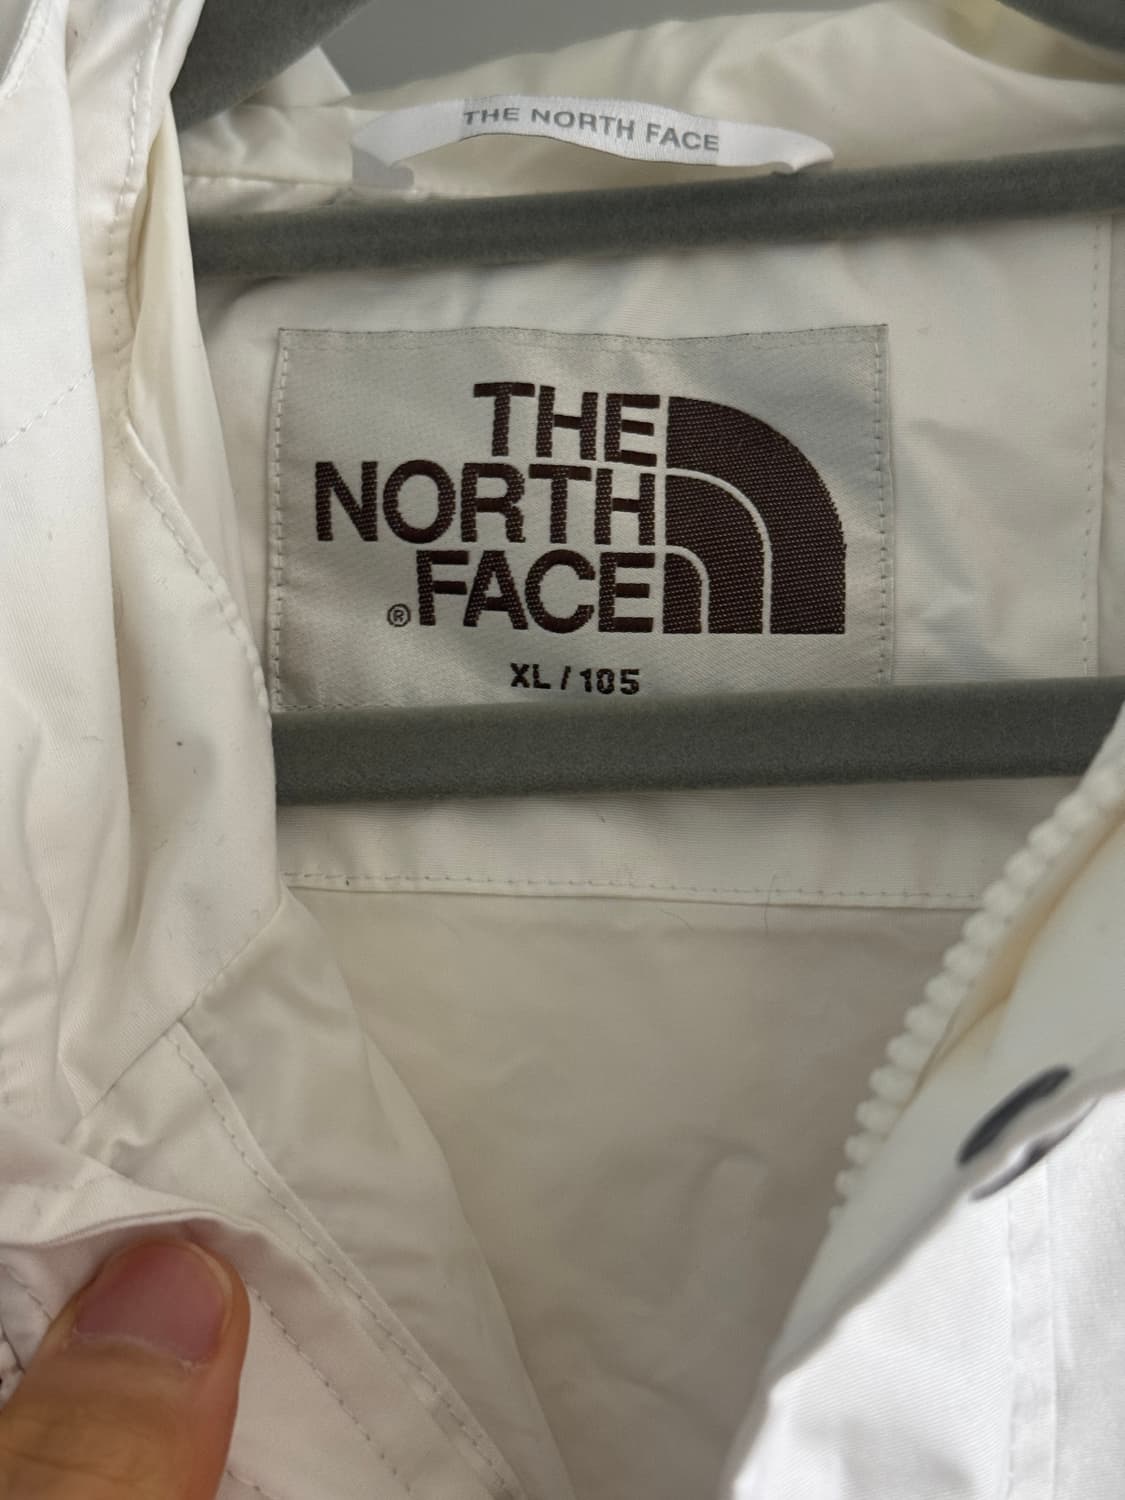 THE NORTH FACE
THE
NORTH
® FACE
XL / 105